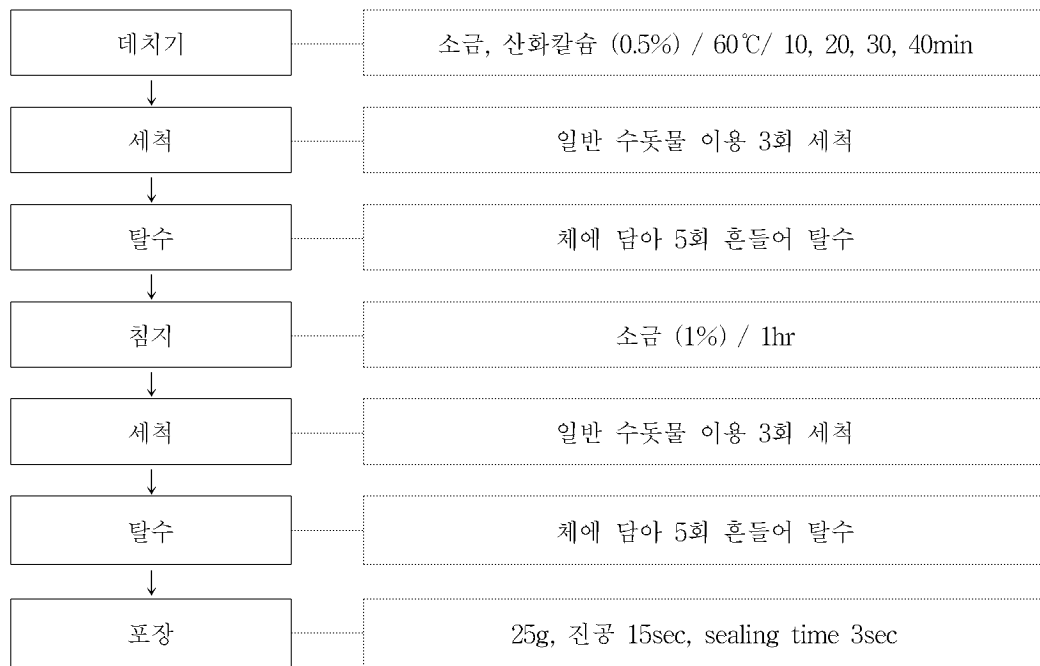 데치기
소금, 산화칼슘 (0.5%) / 60℃/ 10, 20, 30, 40min
세척
일반 수돗물 이용 3회 세척
탈수
체에 담아 5회 흔들어 탈수
침지
소금 (1%) / 1hr
세척
일반 수돗물 이용 3회 세척
탈수
체에 담아 5회 흔들어 탈수
포장
25g, 진공 15sec, sealing time 3sec